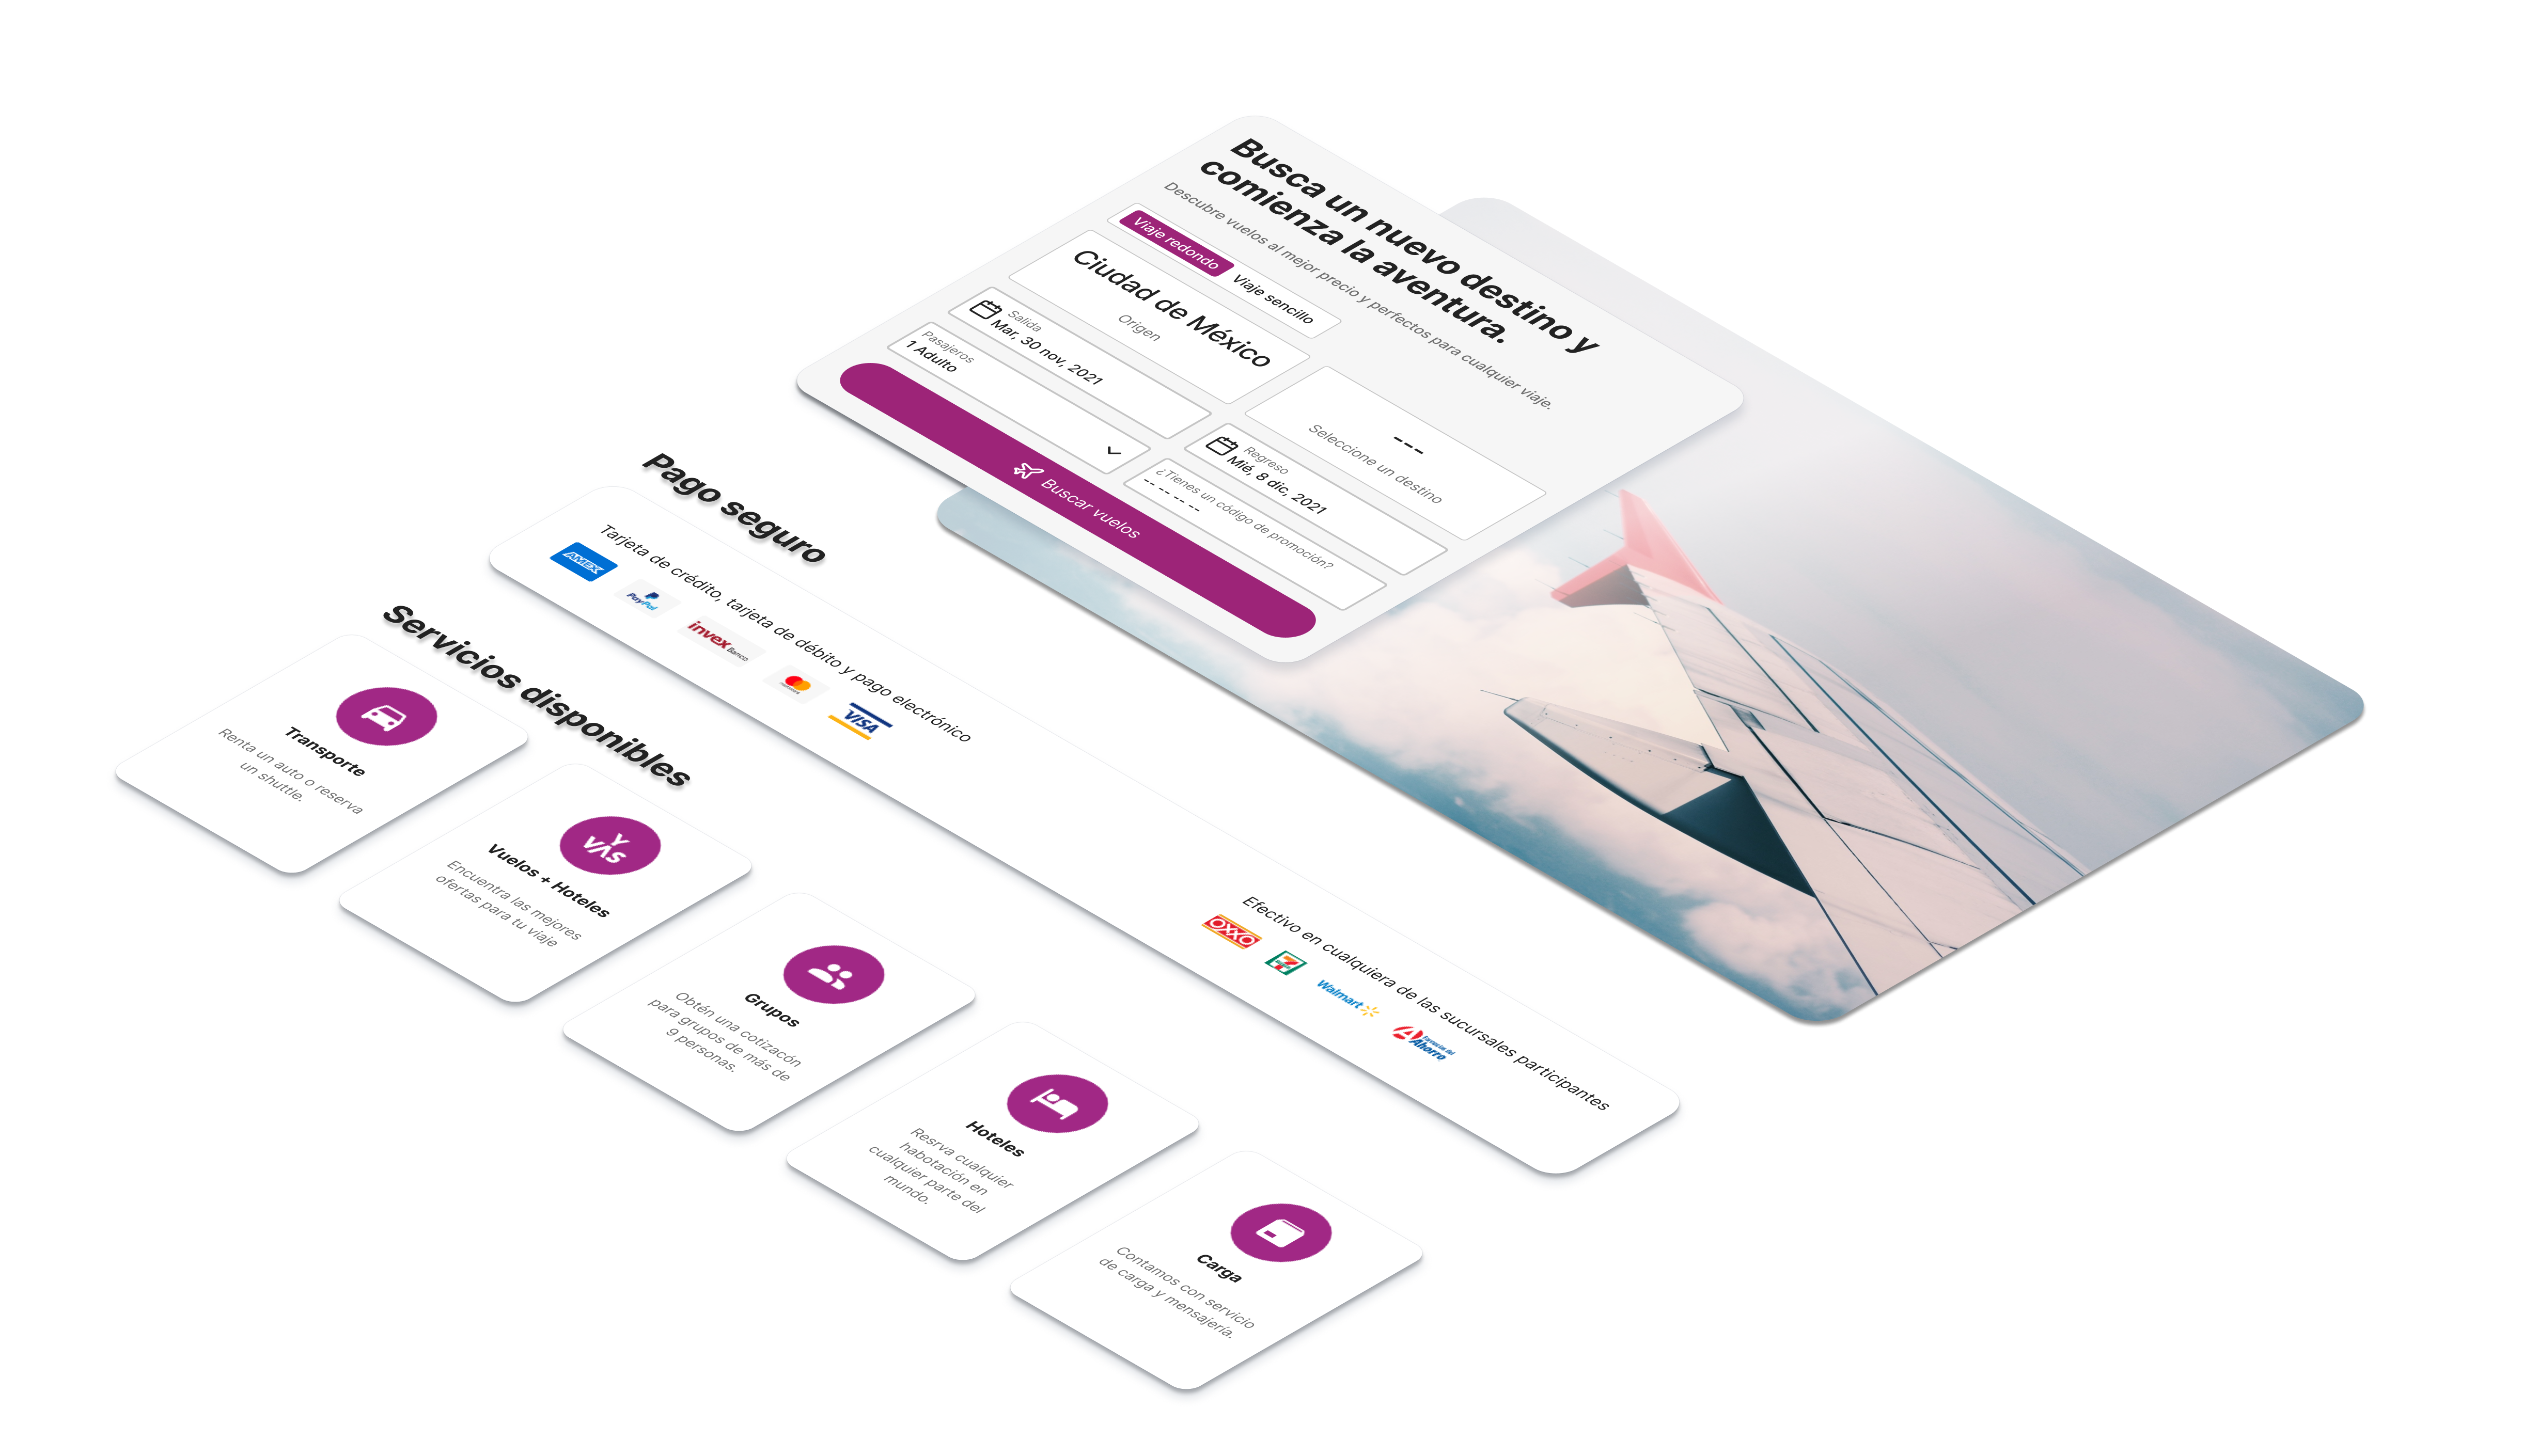 Busca un nuevo destino y
comienza la aventura.
Descubre vuelos al mejor precio y perfectos para cualquier viaje.
Viaje redondo
Viaje sencillo
Ciudad de México
Origen
---
Seleccione un destino
Salida
Mar, 30 nov, 2021
Regreso
Mié, 8 dic, 2021
Pasajeros
1 Adulto
¿Tienes un código de promoción?
-- -- -- --
Buscar vuelos
Pago seguro
Tarjeta de crédito, tarjeta de débito y pago electrónico
AMEX
PayPal
invex
Banco
VISA
Efectivo en cualquiera de las sucursales participantes
OXXO
7
Walmart
Farmacias del
Ahorro
Servicios disponibles
Transporte
Renta un auto o reserva
un shuttle.
Y
VAS
Vuelos + Hoteles
Encuentra las mejores
ofertas para tu viaje
Grupos
Obtén una cotizacón
para grupos de más de
9 personas.
Hoteles
Resrva cualquier
habotación en
cualquier parte del
mundo.
Carga
Contamos con servicio
de carga y mensajería.